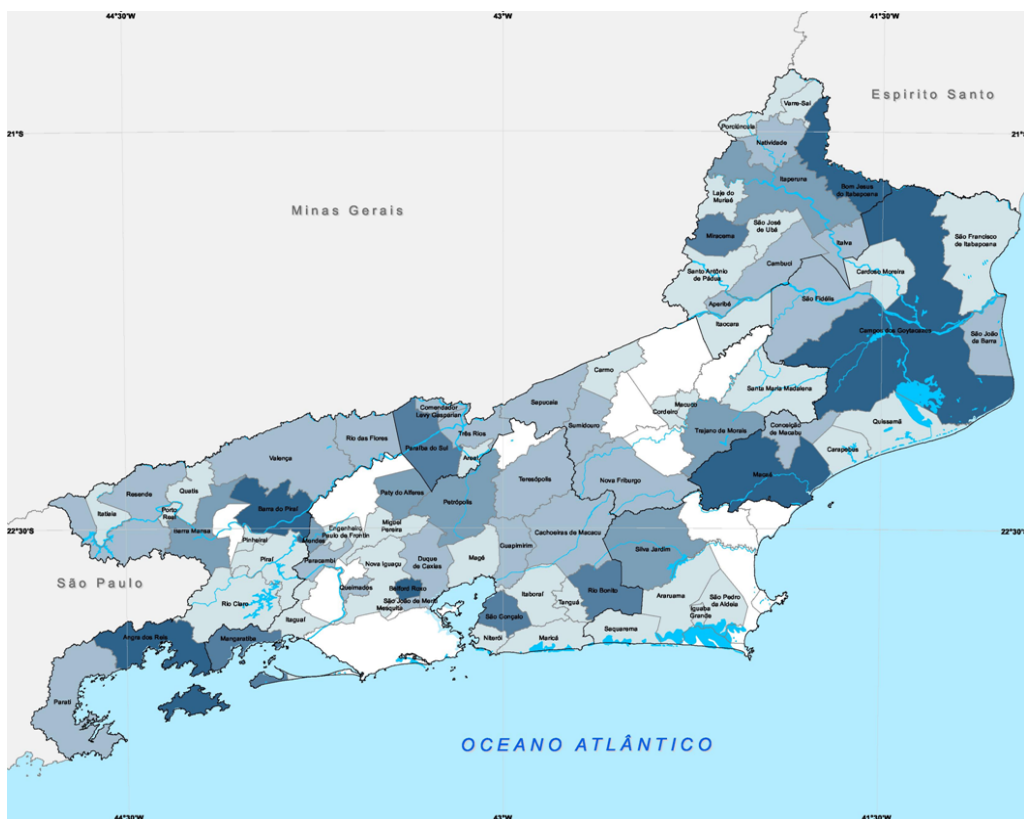 44°30'W
43°W
41°30'W
Espirito Santo
Varre-Sai
Porciúncula
21°S
21°
Natividade
Itaperuna
Bom Jesus
do Itabapoana
Laje do
Muriaé
Minas Gerais
São José
de Ubá
Miracema
Italva
São Francisco
de Itabapoana
Cambuci
Cardoso Moreira
Santo Antônio
de Pádua
Aperibé
São Fidélis
Itaocara
Campos dos Goytacazes
São João
da Barra
Carmo
Santa Maria Madalena
Sapucaia
Macuco
Cordeiro
Comendador
Levy Gasparian
Sumidouro
Quissamã
Três Rios
Trajano de Morais
Conceição
de Macabu
Rio das Flores
Paraíba do Sul
Carapebus
Valença
Areal
Macaé
Teresópolis
Nova Friburgo
Resende
Quatis
Paty do Alferes
Petrópolis
Itatiaia
Porto
Real
Barra do Piraí
Barra Mansa
Miguel
Pereira
Engenheiro
Paulo de Frontin
22°30'S
22°30'
Pinheiral
Mendes
Cachoeiras de Macacu
Guapimirim
Silva Jardim
Piraí
Paracambi
Nova Iguaçu
Duque
de Caxias
Magé
São Paulo
Queimados
Belford Roxo
Rio Bonito
Itaboraí
Tanguá
Araruama
São Pedro
da Aldeia
Rio Claro
São João de Meriti
Mesquita
Iguaba
Grande
Itaguaí
São Gonçalo
Saquarema
Niterói
Maricá
Angra dos Reis
Mangaratiba
Parati
OCEANO ATLÂNTICO
44°30'W
43°W
41°30'W